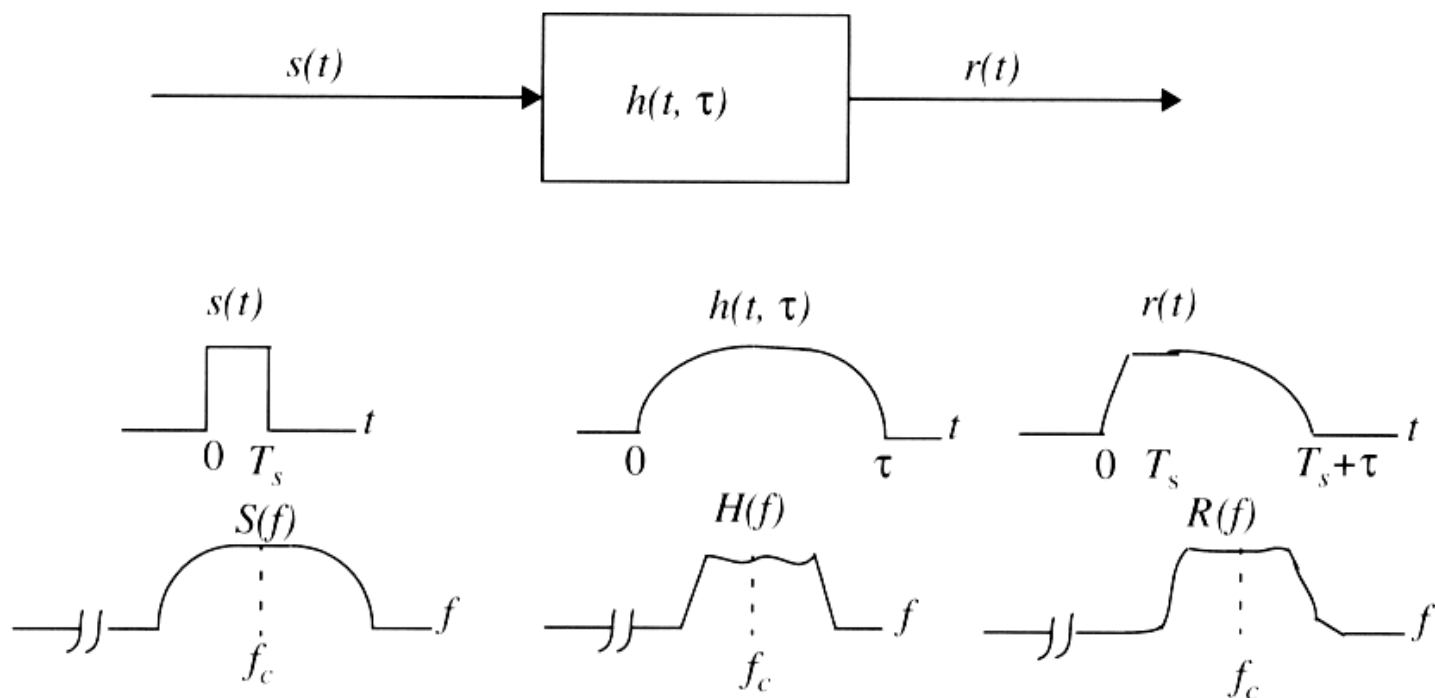 s(t) h(t, τ) r(t)
s(t) h(t, τ) r(t)
t t t
0 T_s 0 τ 0 T_s T_s+τ
S(f) H(f) R(f)
f f f
f_c f_c f_c